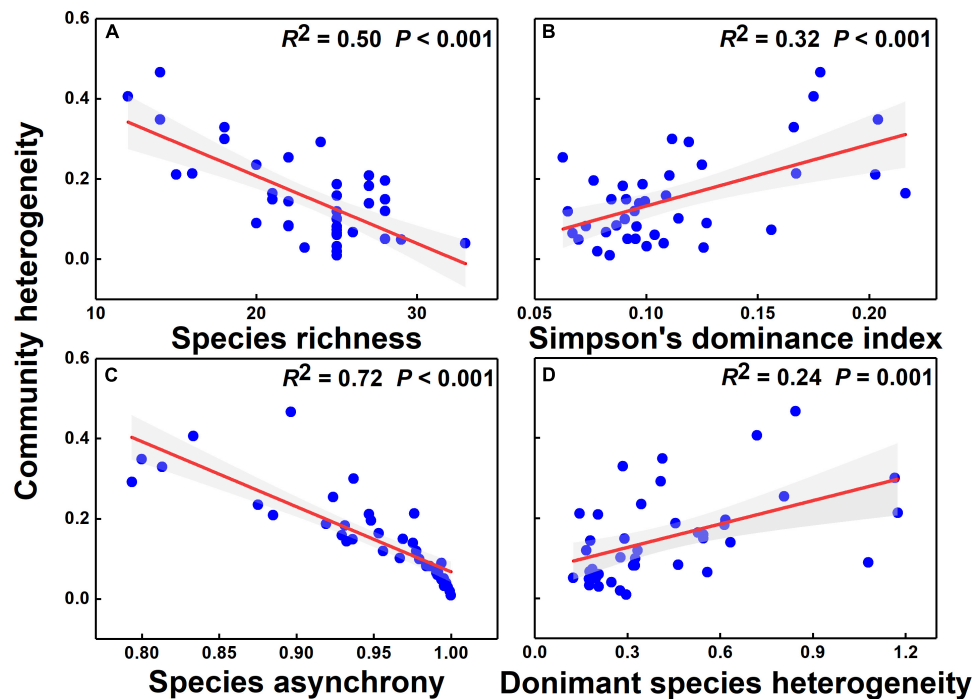 Community heterogeneity
A
R² = 0.50 P < 0.001
0.6
0.4
0.2
0.0
10
20
30
Species richness
B
R² = 0.32 P < 0.001
0.05
0.10
0.15
0.20
Simpson's dominance index
C
R² = 0.72 P < 0.001
0.6
0.4
0.2
0.0
0.80
0.85
0.90
0.95
1.00
Species asynchrony
D
R² = 0.24 P = 0.001
0.0
0.3
0.6
0.9
1.2
Donimant species heterogeneity